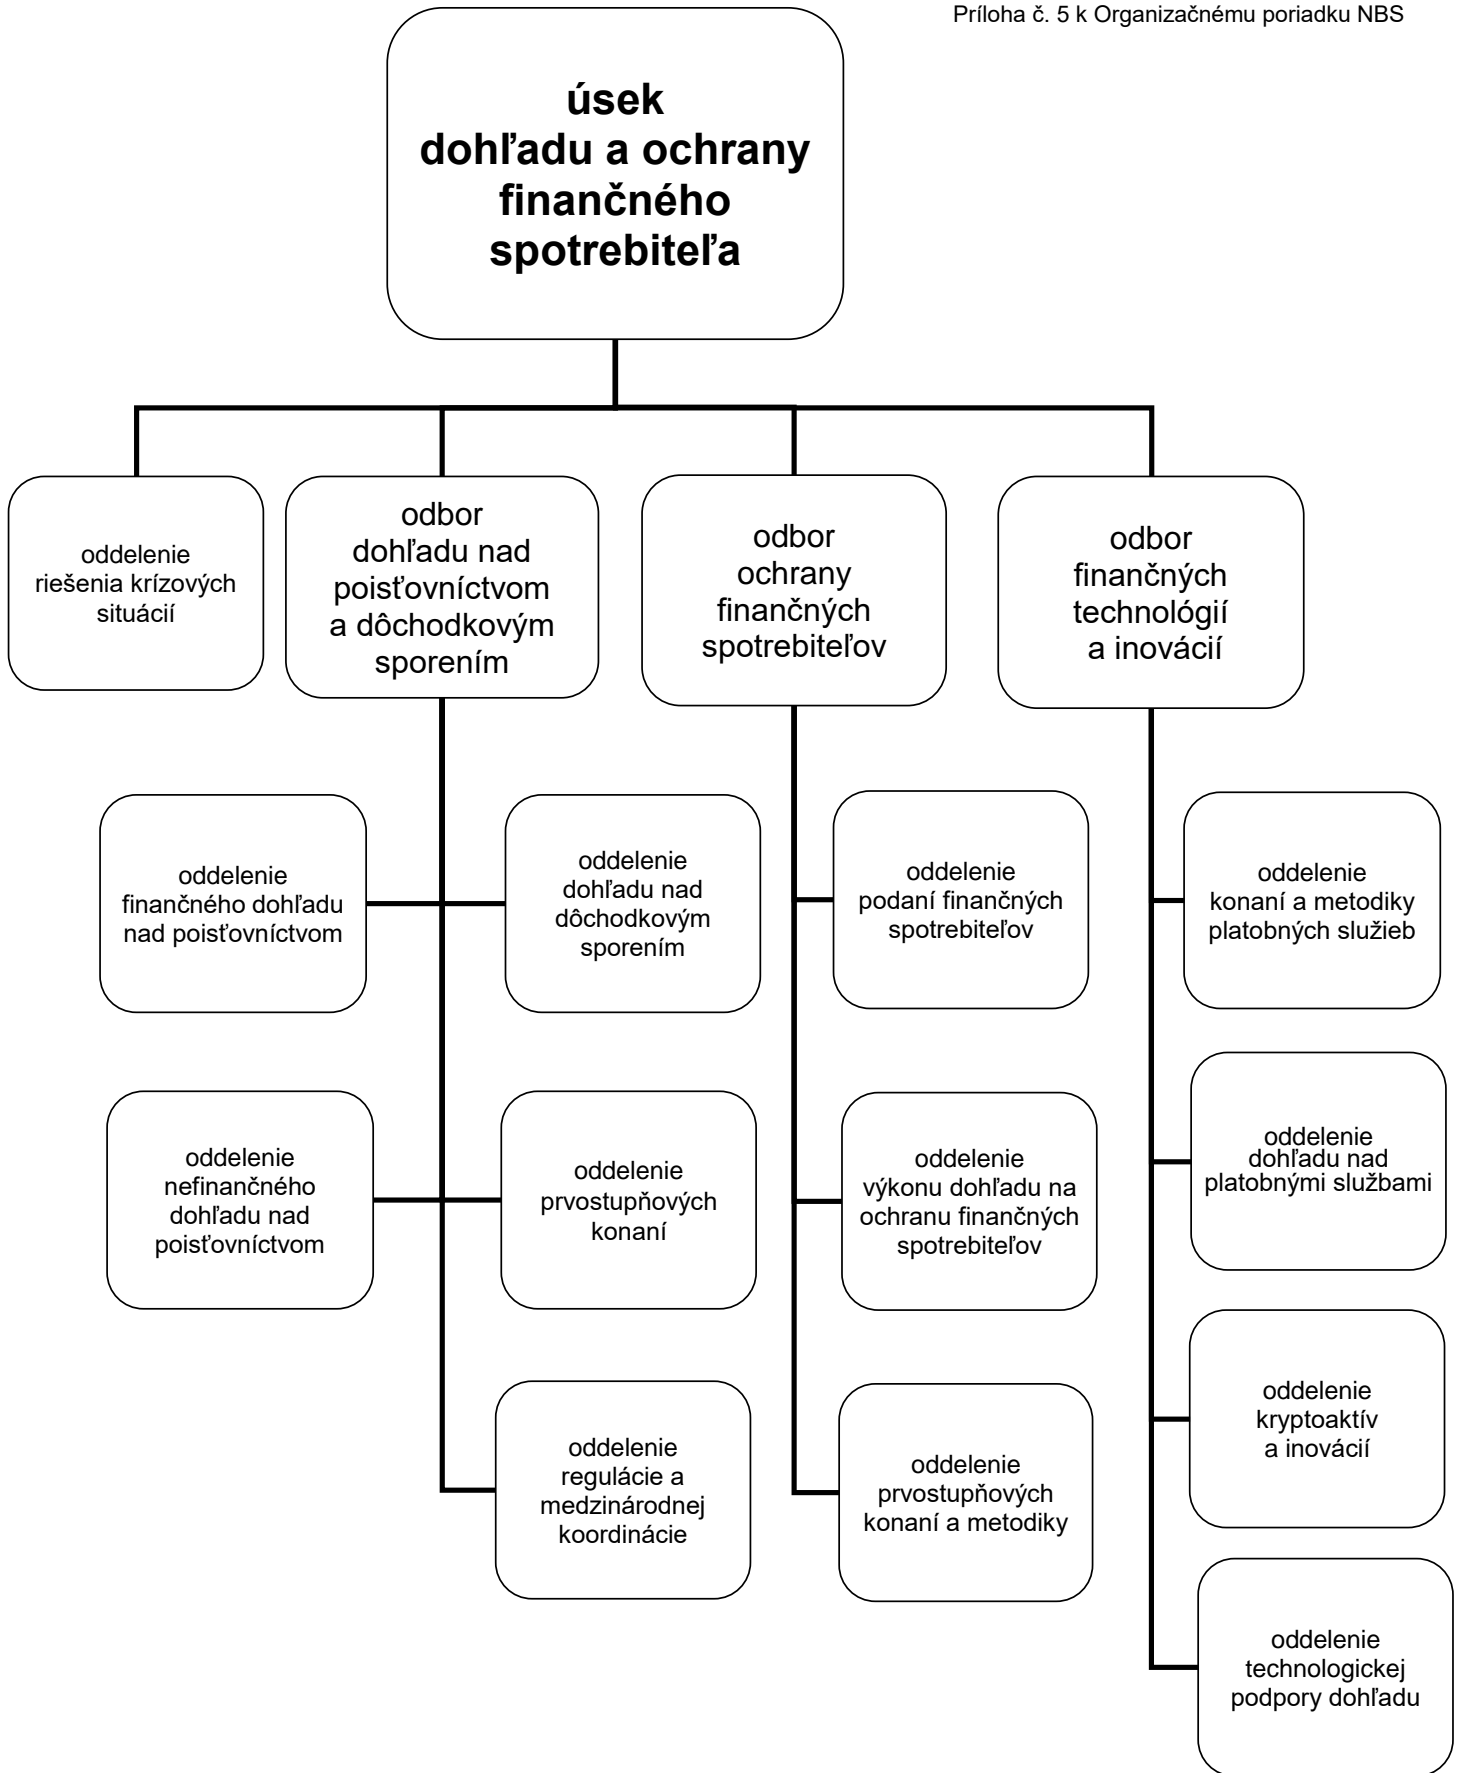 Príloha č. 5 k Organizačnému poriadku NBS
úsek
dohľadu a ochrany
finančného
spotrebiteľa
oddelenie
riešenia krízových
situácií
odbor
dohľadu nad
poisťovníctvom
a dôchodkovým
sporením
odbor
ochrany
finančných
spotrebiteľov
odbor
finančných
technológií
a inovácií
oddelenie
finančného dohľadu
nad poisťovníctvom
oddelenie
dohľadu nad
dôchodkovým
sporením
oddelenie
podaní finančných
spotrebiteľov
oddelenie
konaní a metodiky
platobných služieb
oddelenie
nefinančného
dohľadu nad
poisťovníctvom
oddelenie
prvostupňových
konaní
oddelenie
výkonu dohľadu na
ochranu finančných
spotrebiteľov
oddelenie
dohľadu nad
platobnými službami
oddelenie
regulácie a
medzinárodnej
koordinácie
oddelenie
prvostupňových
konaní a metodiky
oddelenie
kryptoaktív
a inovácií
oddelenie
technologickej
podpory dohľadu